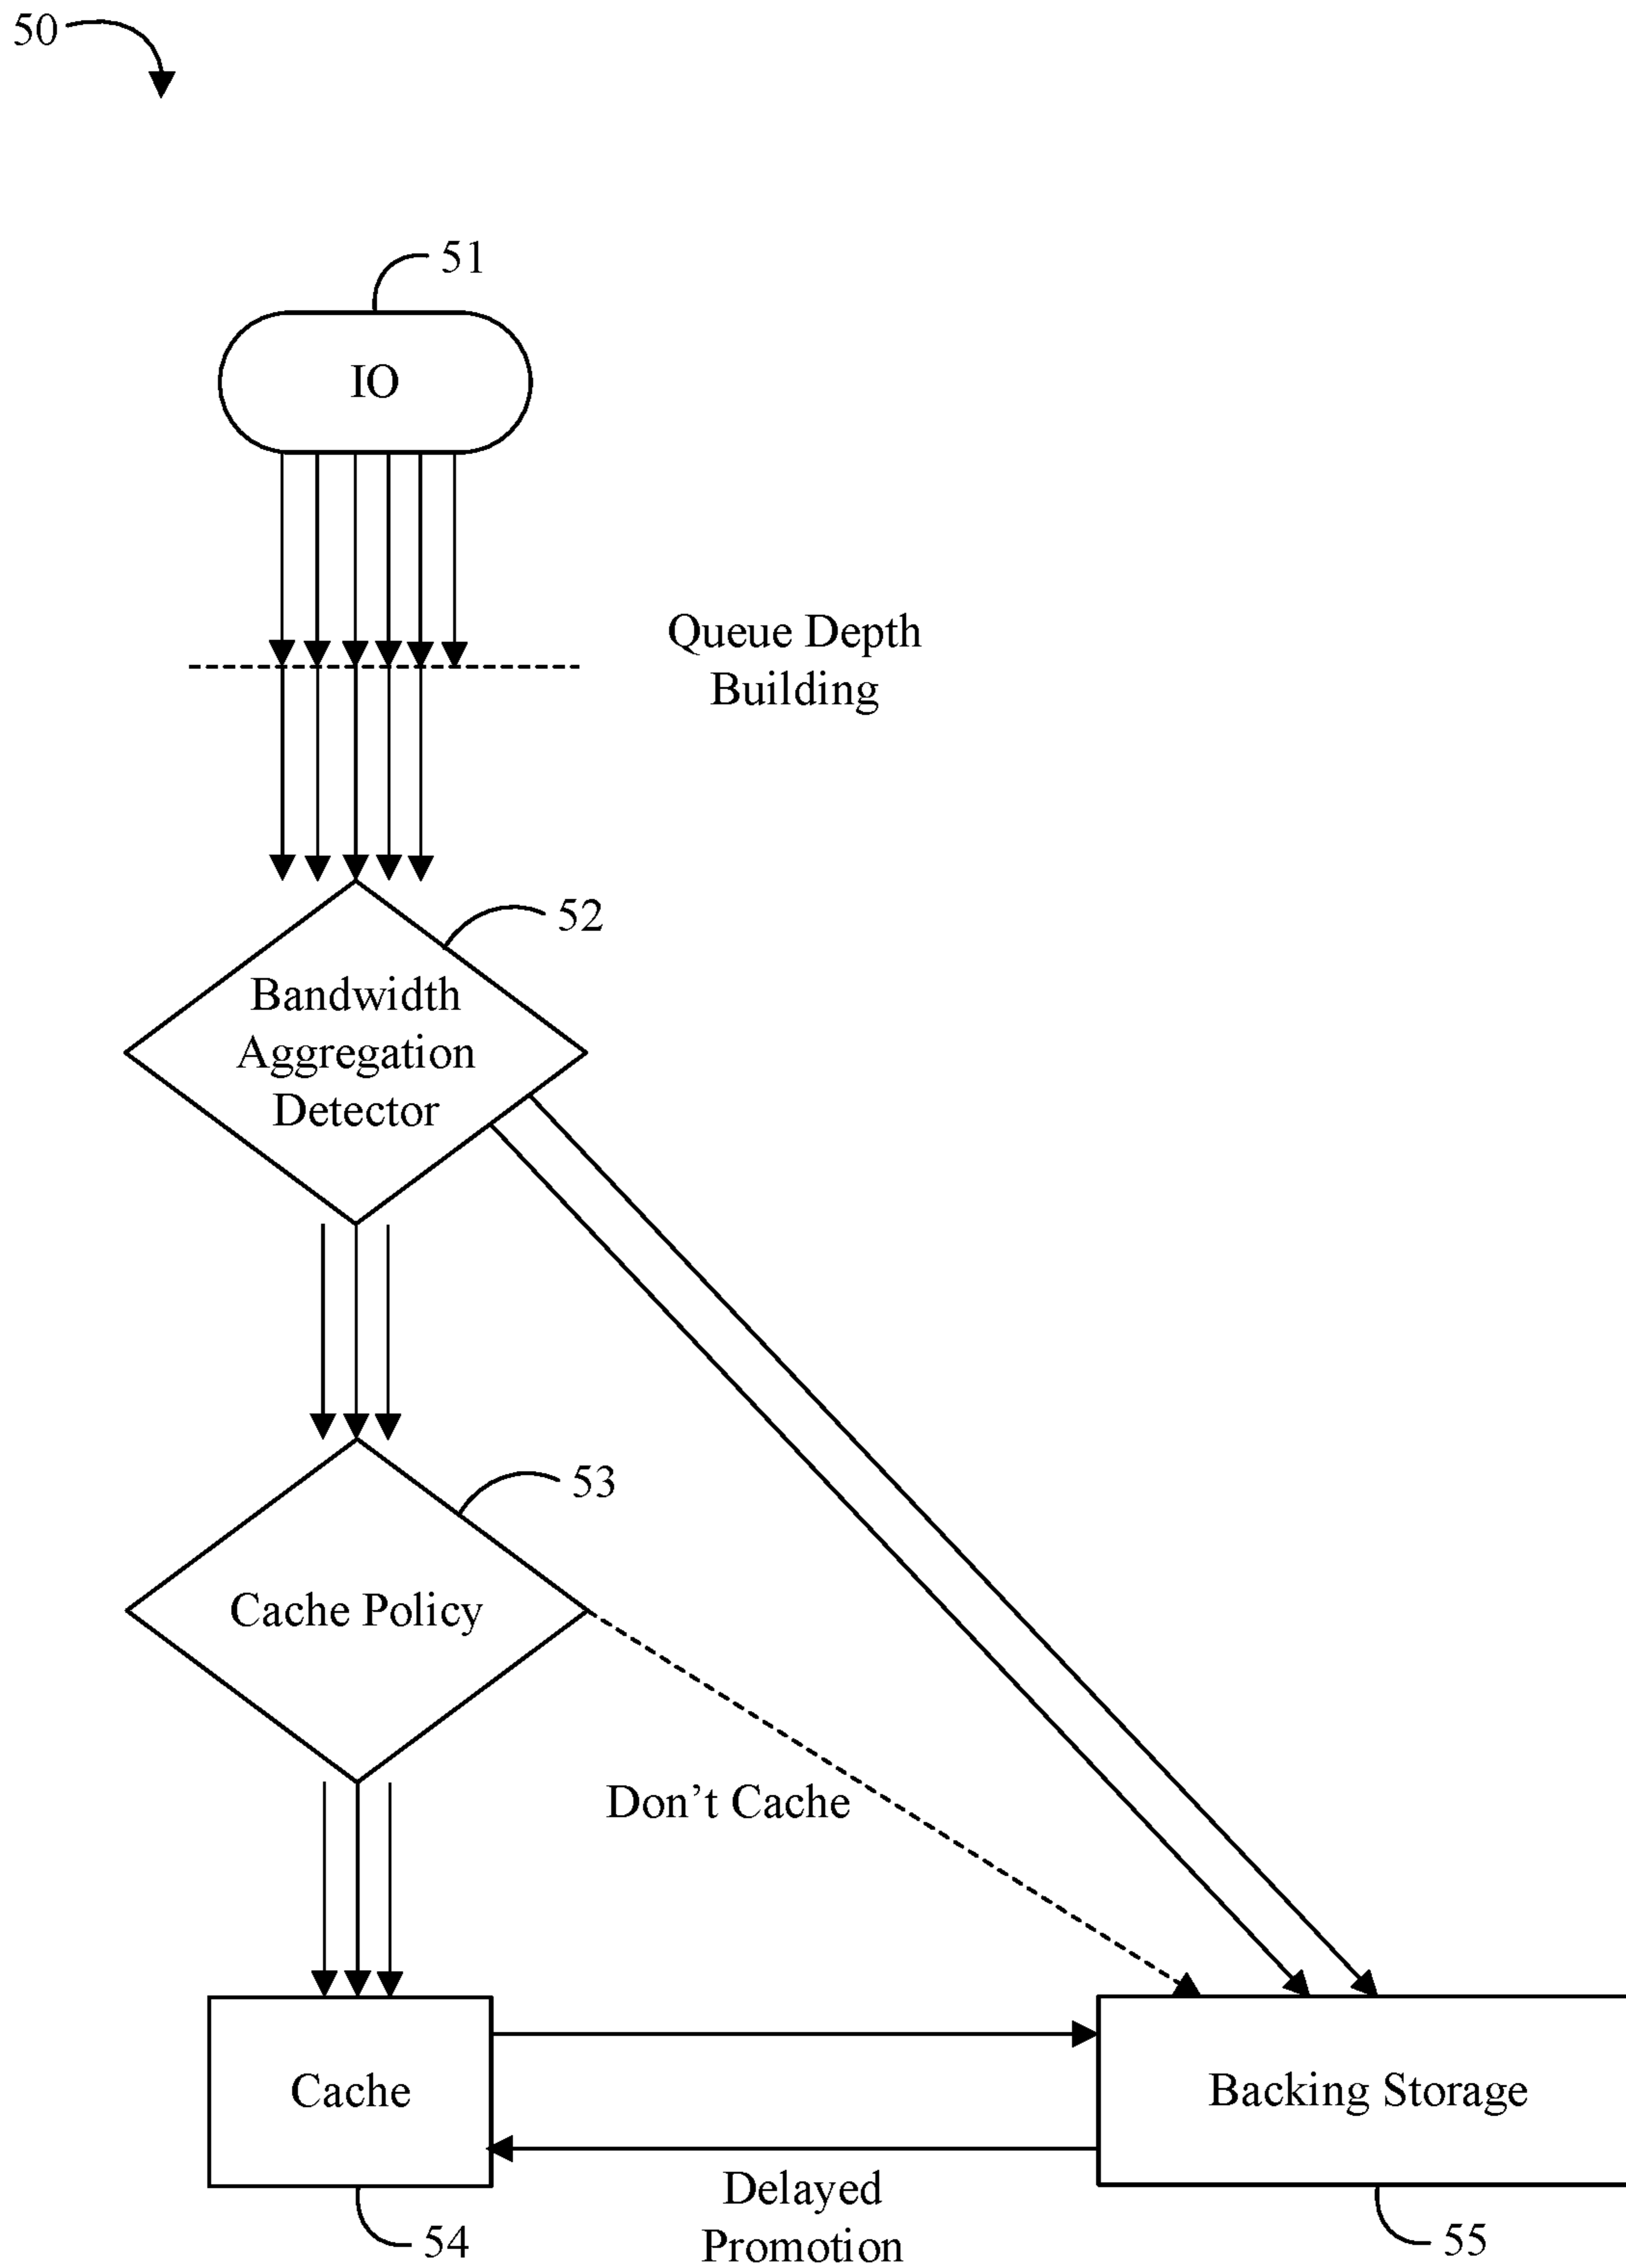 50
51
IO
Queue Depth
Building
52
Bandwidth
Aggregation
Detector
53
Cache Policy
Don’t Cache
Cache
Backing Storage
Delayed
Promotion
54
55